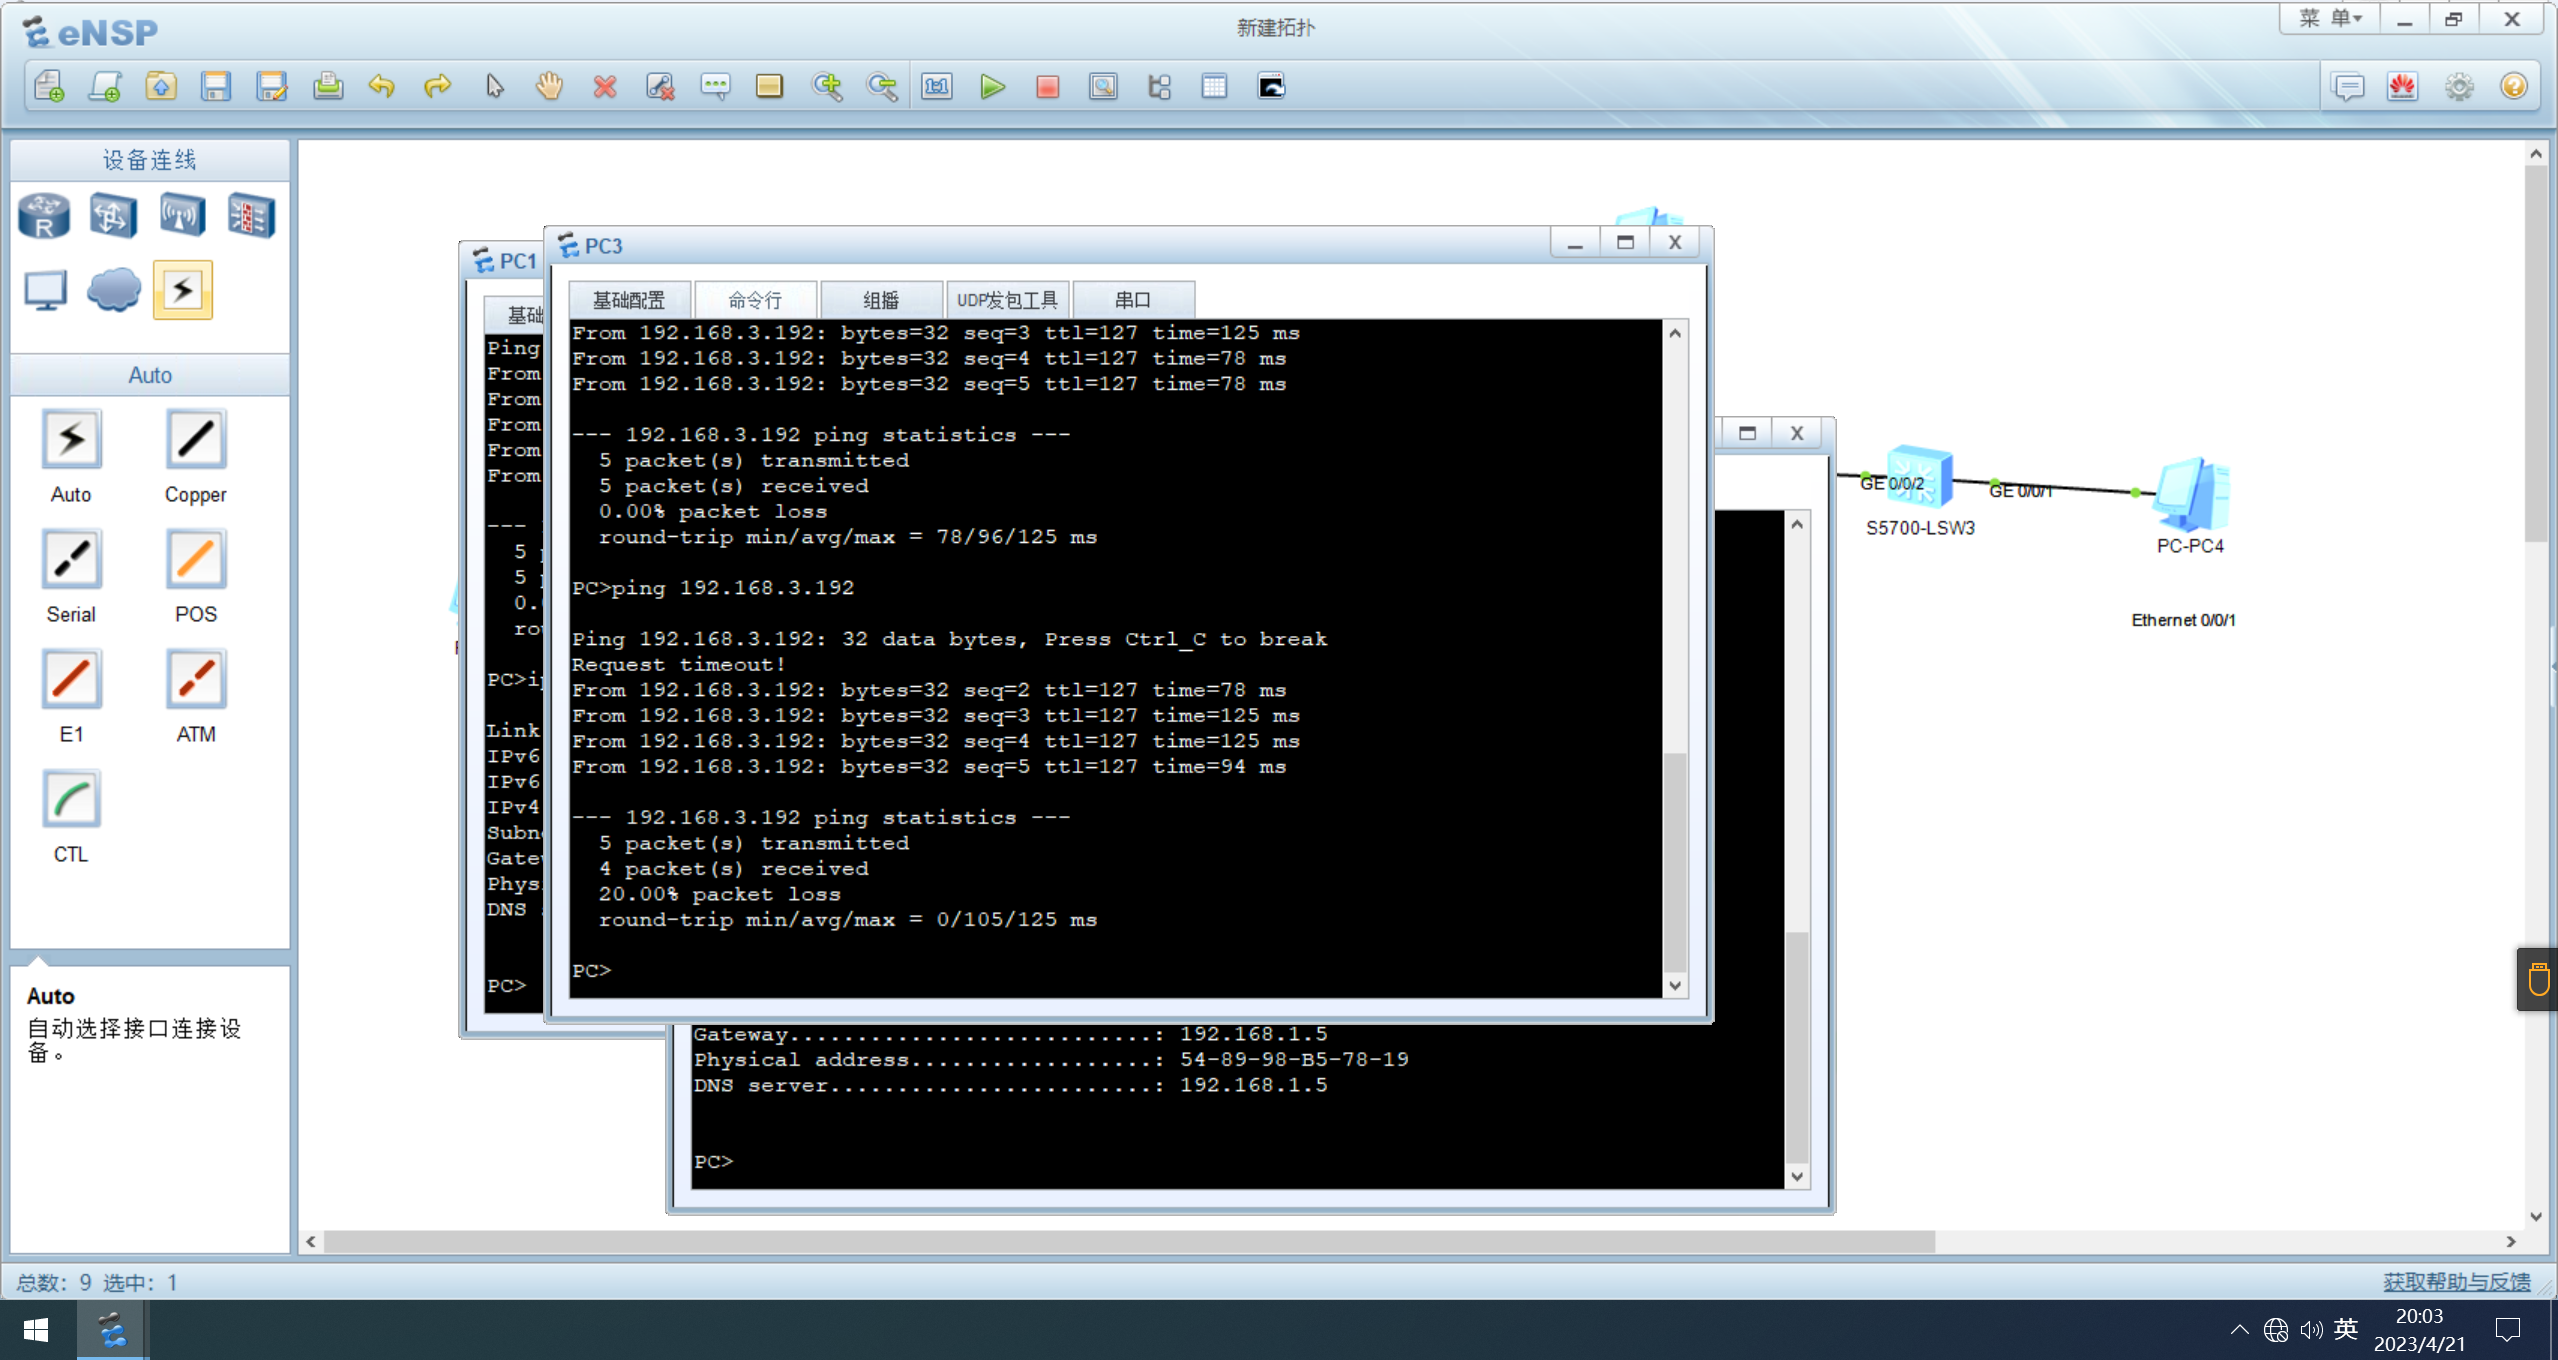 eNSP
新建拓扑
菜 单
设备连线
Auto
Auto
Copper
Serial
POS
E1
ATM
CTL
Auto
自动选择接口连接设
备。
PC1
基础
Ping
From
From
From
From
From
---
5
5
0.
PC>
Link
IPv6
IPv6
IPv4
DNS
PC>
PC3
基础配置
命令行
组播
UDP发包工具
串口
From 192.168.3.192: bytes=32 seq=3 ttl=127 time=125 ms
From 192.168.3.192: bytes=32 seq=4 ttl=127 time=78 ms
From 192.168.3.192: bytes=32 seq=5 ttl=127 time=78 ms
--- 192.168.3.192 ping statistics ---
5 packet(s) transmitted
5 packet(s) received
0.00% packet loss
round-trip min/avg/max = 78/96/125 ms
PC>ping 192.168.3.192
Ping 192.168.3.192: 32 data bytes, Press Ctrl_C to break
Request timeout!
From 192.168.3.192: bytes=32 seq=2 ttl=127 time=78 ms
From 192.168.3.192: bytes=32 seq=3 ttl=127 time=125 ms
From 192.168.3.192: bytes=32 seq=4 ttl=127 time=125 ms
From 192.168.3.192: bytes=32 seq=5 ttl=127 time=94 ms
--- 192.168.3.192 ping statistics ---
5 packet(s) transmitted
4 packet(s) received
20.00% packet loss
round-trip min/avg/max = 0/105/125 ms
PC>
Gateway...........................: 192.168.1.5
Physical address..................: 54-89-98-B5-78-19
DNS server........................: 192.168.1.5
PC>
GE 0/0/2
GE 0/0/1
S5700-LSW3
PC-PC4
Ethernet 0/0/1
总数: 9 选中: 1
获取帮助与反馈
英
20:03
2023/4/21